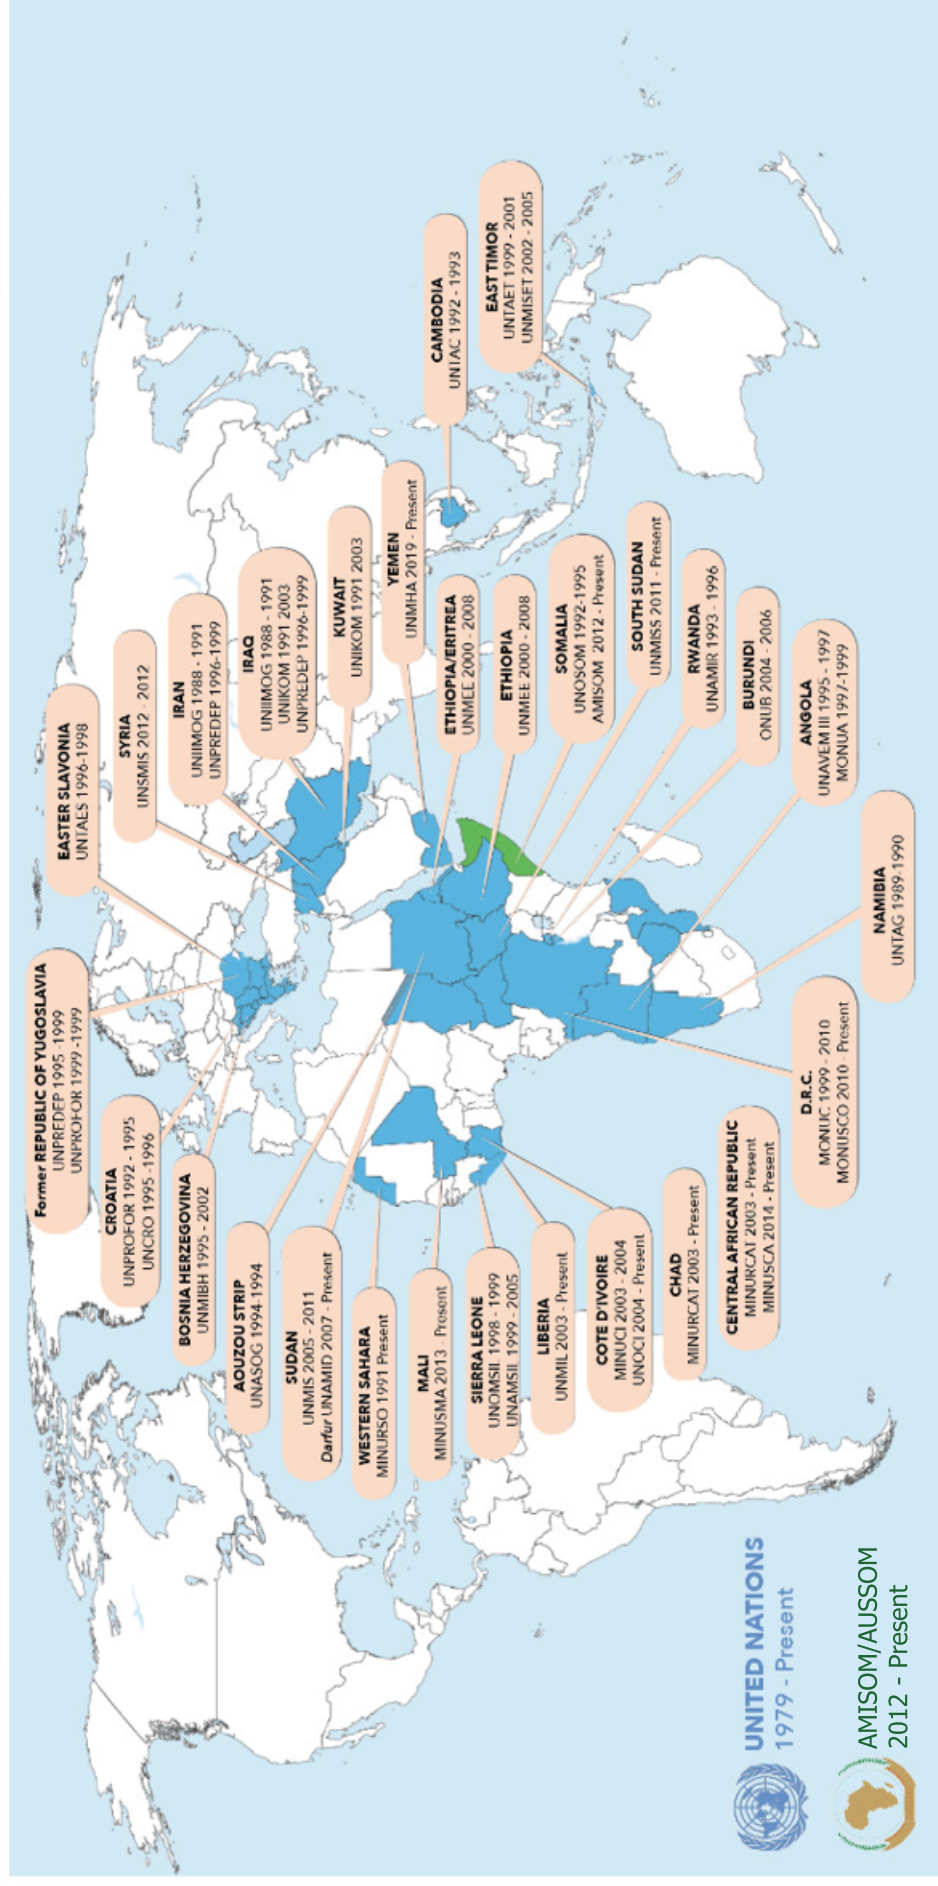 Former REPUBLIC OF YUGOSLAVIA
UNPREDEP 1995 -1999
UNPROFOR 1999 -1999
CROATIA
UNPROFOR 1992 - 1995
UNCRO 1995 -1996
BOSNIA HERZEGOVINA
UNMIBH 1995 - 2002
AOUZOU STRIP
UNASOG 1994-1994
SUDAN
UNMIS 2005 - 2011
Darfur UNAMID 2007 - Present
WESTERN SAHARA
MINURSO 1991 Present
MALI
MINUSMA 2013 - Present
SIERRA LEONE
UNOMSIL 1998 - 1999
UNAMSIL 1999 - 2005
LIBERIA
UNMIL 2003 - Present
COTE D'IVOIRE
MINUCI 2003 - 2004
UNOCI 2004 - Present
CHAD
MINURCAT 2003 - Present
CENTRAL AFRICAN REPUBLIC
MINURCAT 2003 - Present
MINUSCA 2014 - Present
D.R.C.
MONUC 1999 - 2010
MONUSCO 2010 - Present
EASTER SLAVONIA
UNTAES 1996-1998
SYRIA
UNSMIS 2012 - 2012
IRAN
UNIIMOG 1988 - 1991
UNPREDEP 1996-1999
IRAQ
UNIIMOG 1988 - 1991
UNIKOM 1991 2003
UNPREDEP 1996-1999
KUWAIT
UNIKOM 1991 2003
YEMEN
UNMHA 2019 - Present
CAMBODIA
UNTAC 1992 - 1993
EAST TIMOR
UNTAET 1999 - 2001
UNMISET 2002 - 2005
ETHIOPIA/ERITREA
UNMEE 2000 - 2008
ETHIOPIA
UNMEE 2000 - 2008
SOMALIA
UNOSOM 1992-1995
AMISOM 2012 - Present
SOUTH SUDAN
UNMISS 2011 - Present
RWANDA
UNAMIR 1993 - 1996
BURUNDI
ONUB 2004 - 2006
ANGOLA
UNAVEM III 1995 - 1997
MONUA 1997-1999
NAMIBIA
UNTAG 1989-1990
UNITED NATIONS
1979 - Present
AMISOM/AUSSOM
2012 - Present